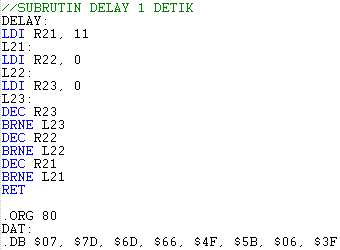 //SUBRUTIN DELAY 1 DETIK
DELAY:
LDI R21, 11
L21:
LDI R22, 0
L22:
LDI R23, 0
L23:
DEC R23
BRNE L23
DEC R22
BRNE L22
DEC R21
BRNE L21
RET
.ORG 80
DAT:
.DB $07, $7D, $6D, $66, $4F, $5B, $06, $3F